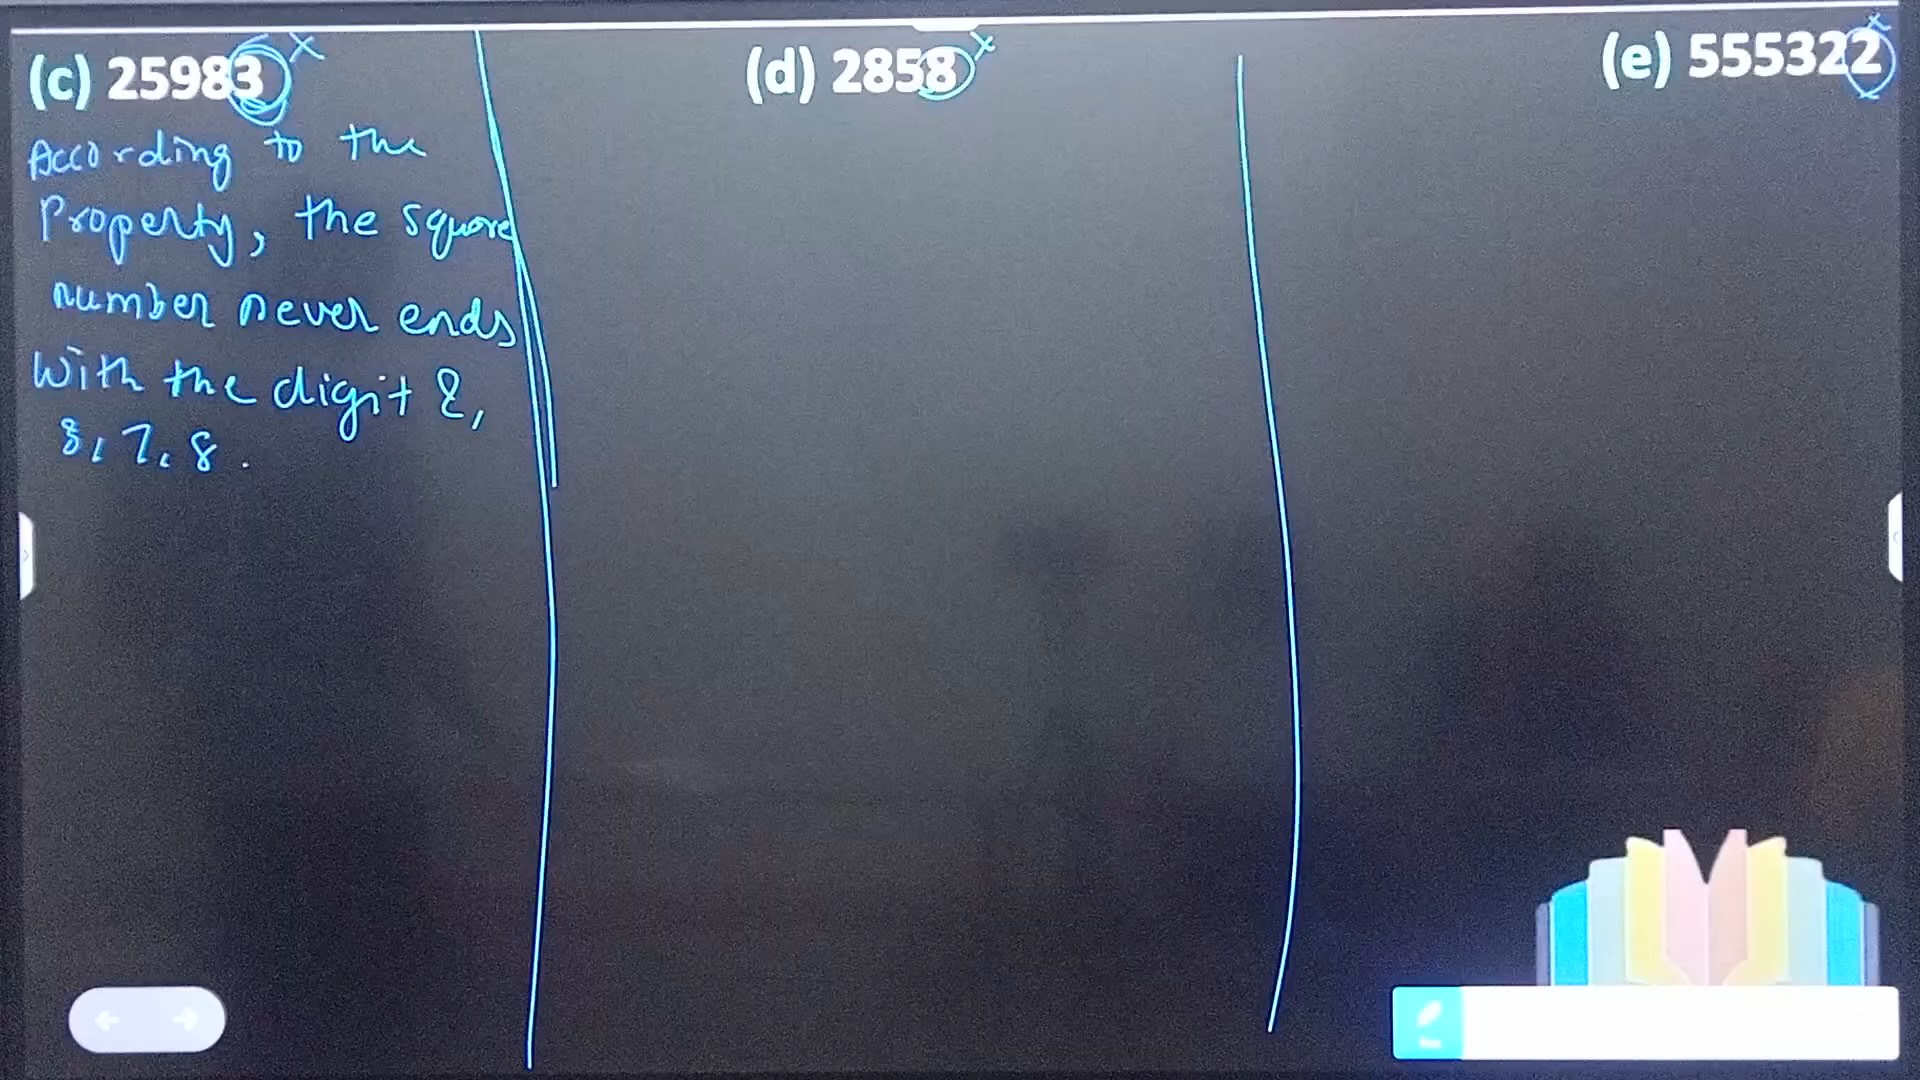 (c) 25983 x
(d) 2858 x
(e) 555322 x
According to the
Property, the square
number never ends
With the digit 2,
3, 7, 8.